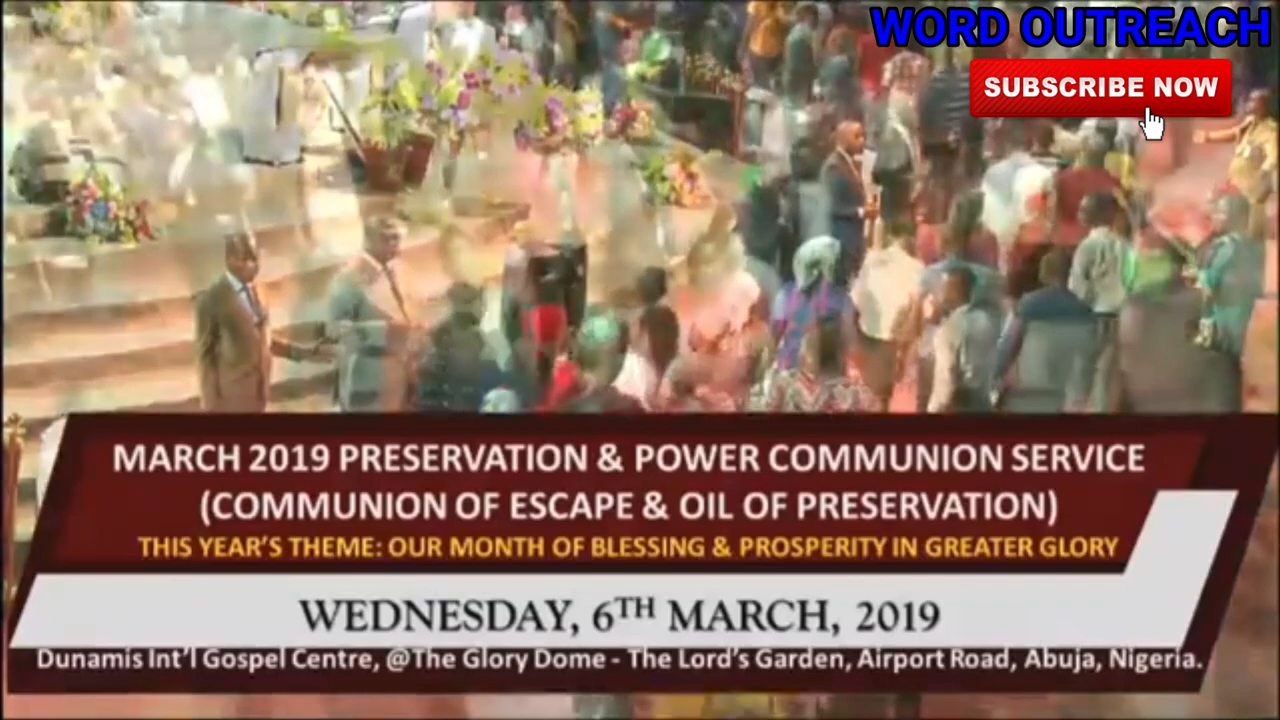 WORD OUTREACH
SUBSCRIBE NOW
MARCH 2019 PRESERVATION & POWER COMMUNION SERVICE
(COMMUNION OF ESCAPE & OIL OF PRESERVATION)
THIS YEAR'S THEME: OUR MONTH OF BLESSING & PROSPERITY IN GREATER GLORY
WEDNESDAY, 6TH MARCH, 2019
Dunamis Int'l Gospel Centre, @The Glory Dome - The Lord's Garden, Airport Road, Abuja, Nigeria.